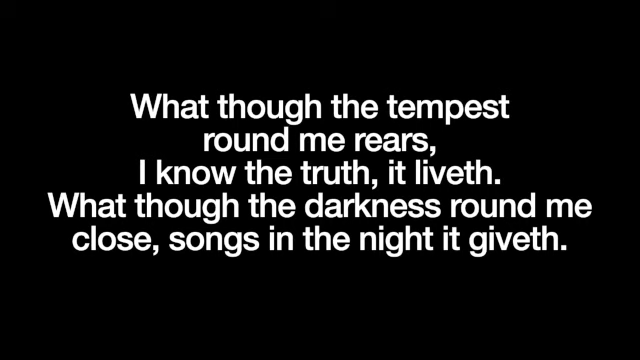 What though the tempest
round me rears,
I know the truth, it liveth.
What though the darkness round me
close, songs in the night it giveth.